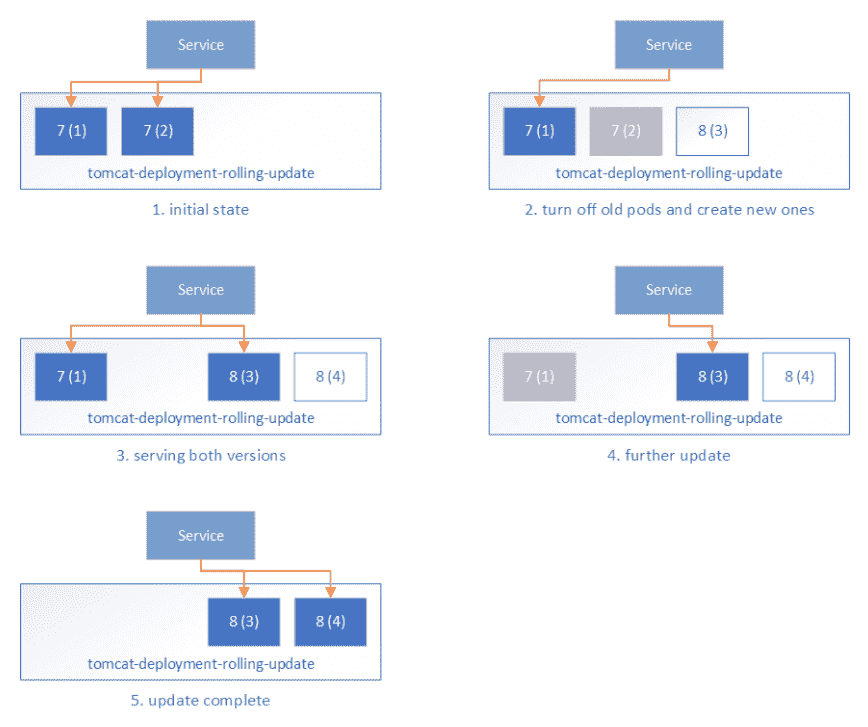 Service
7 (1)
7 (2)
tomcat-deployment-rolling-update
1. initial state
Service
7 (1)
7 (2)
8 (3)
tomcat-deployment-rolling-update
2. turn off old pods and create new ones
Service
7 (1)
8 (3)
8 (4)
tomcat-deployment-rolling-update
3. serving both versions
Service
7 (1)
8 (3)
8 (4)
tomcat-deployment-rolling-update
4. further update
Service
8 (3)
8 (4)
tomcat-deployment-rolling-update
5. update complete